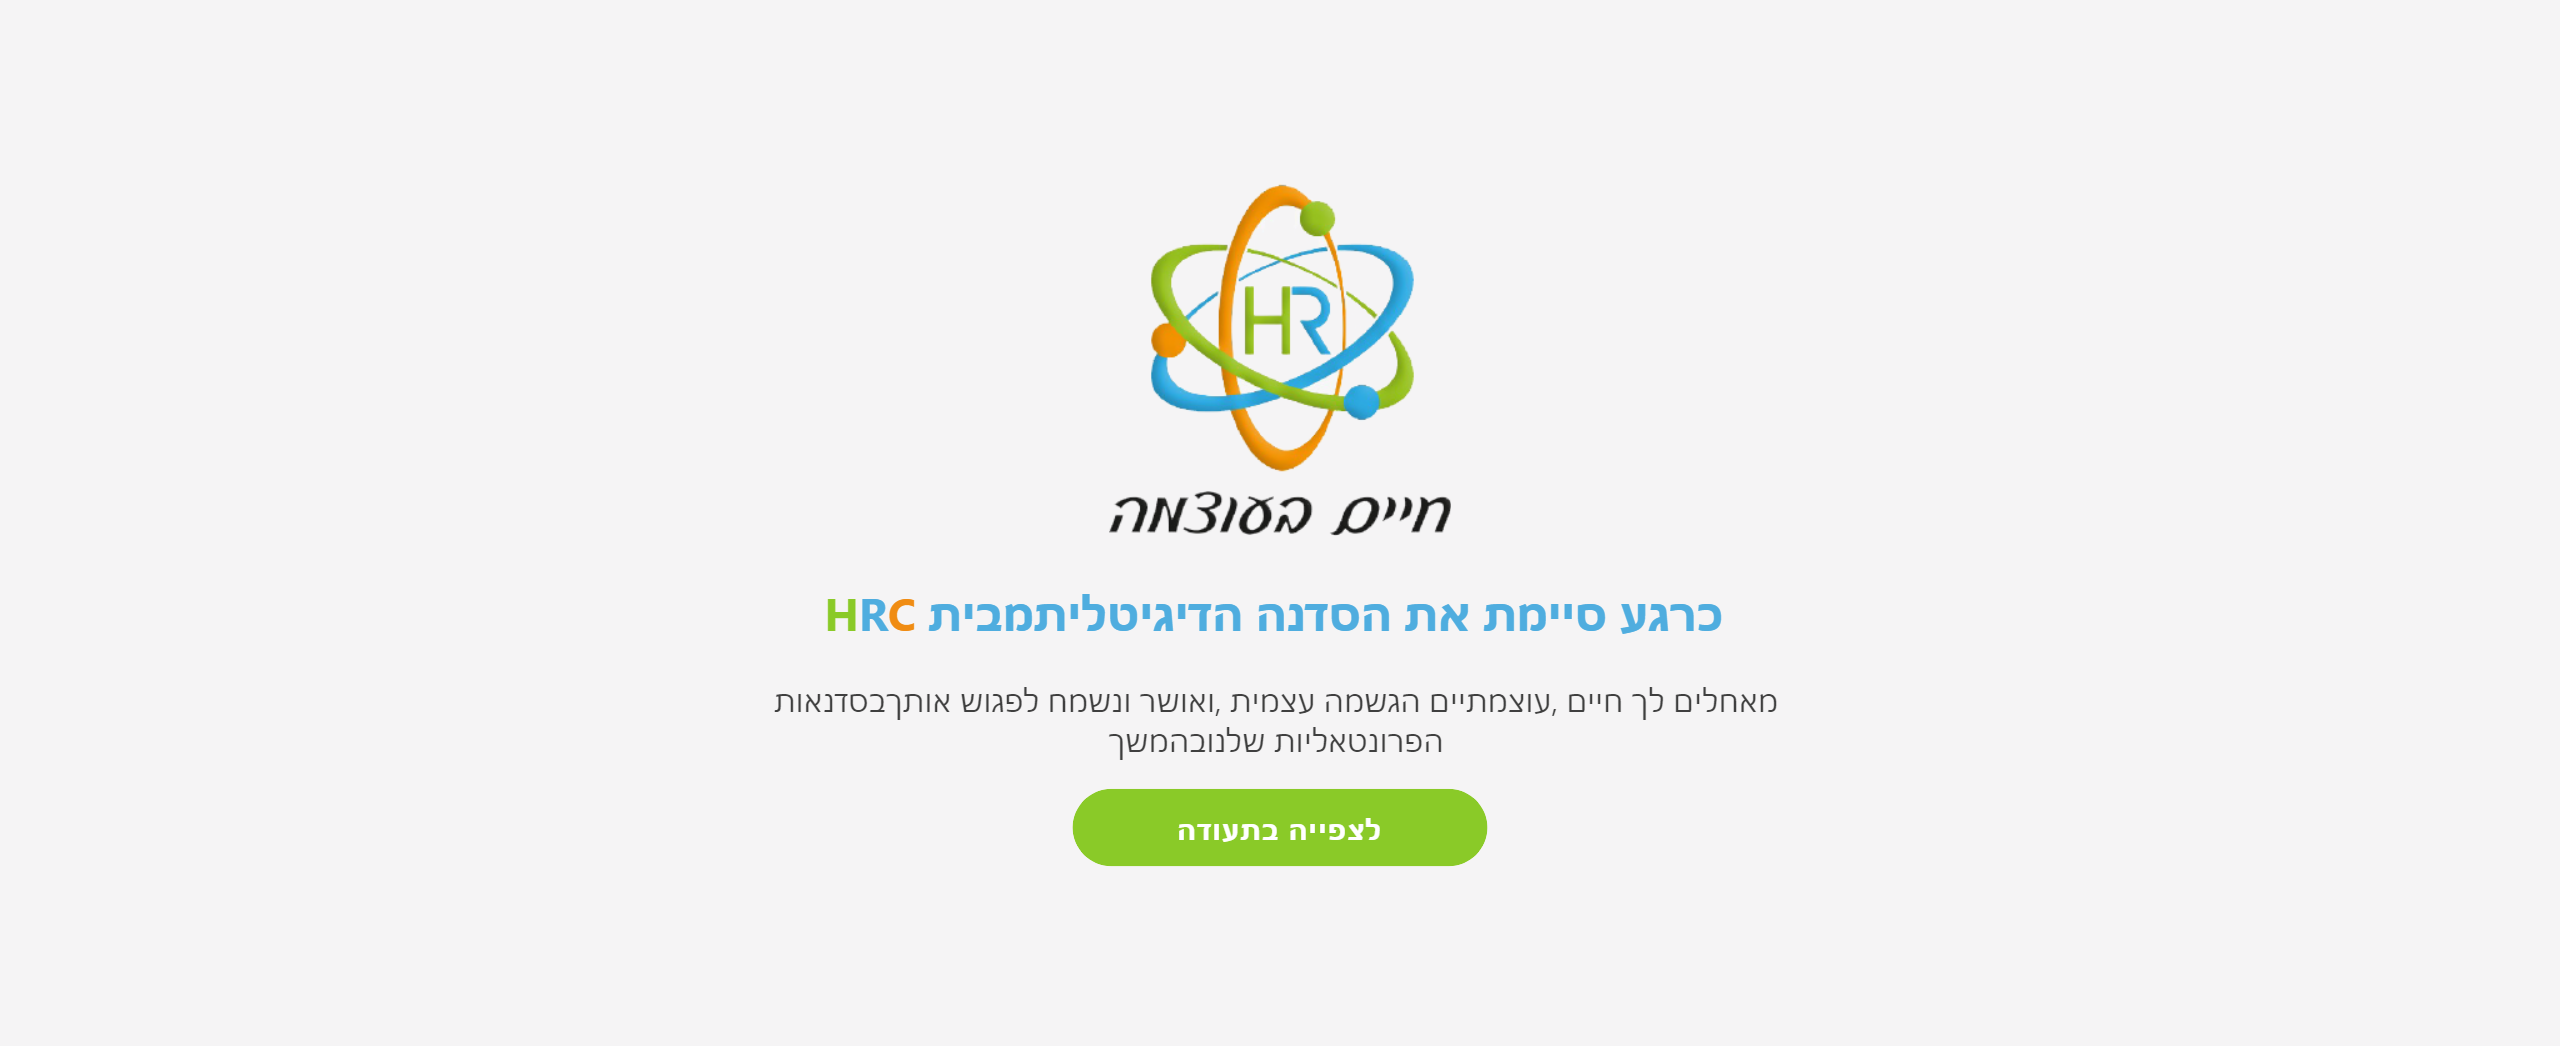 HR
חיים בעוצמה
כרגע סיימת את הסדנה הדיגיטליתמבית HRC
מאחלים לך חיים ,עוצמתיים הגשמה עצמית ,ואושר ונשמח לפגוש אותךבסדנאות
הפרונטאליות שלנובהמשך
לצפייה בתעודה